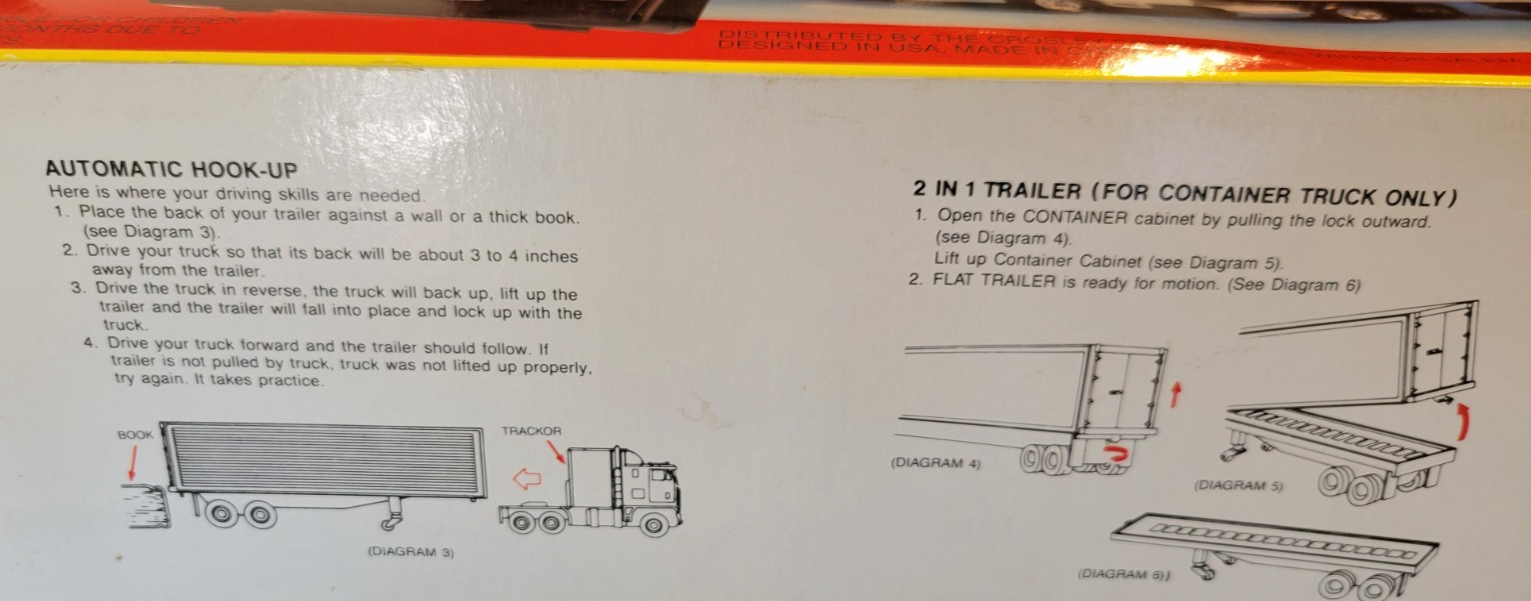 FOR CHILDREN
MONTHS DUE TO
DISTRIBUTED BY THE CROSLEY
DESIGNED IN USA, MADE IN
AUTOMATIC HOOK-UP
Here is where your driving skills are needed.
1. Place the back of your trailer against a wall or a thick book.
(see Diagram 3).
2. Drive your truck so that its back will be about 3 to 4 inches
away from the trailer.
3. Drive the truck in reverse, the truck will back up, lift up the
trailer and the trailer will fall into place and lock up with the
truck.
4. Drive your truck forward and the trailer should follow. If
trailer is not pulled by truck, truck was not lifted up properly,
try again. It takes practice.
BOOK
TRACKOR
(DIAGRAM 3)
2 IN 1 TRAILER (FOR CONTAINER TRUCK ONLY)
1. Open the CONTAINER cabinet by pulling the lock outward.
(see Diagram 4).
Lift up Container Cabinet (see Diagram 5).
2. FLAT TRAILER is ready for motion. (See Diagram 6)
(DIAGRAM 4)
(DIAGRAM 5)
(DIAGRAM 6))